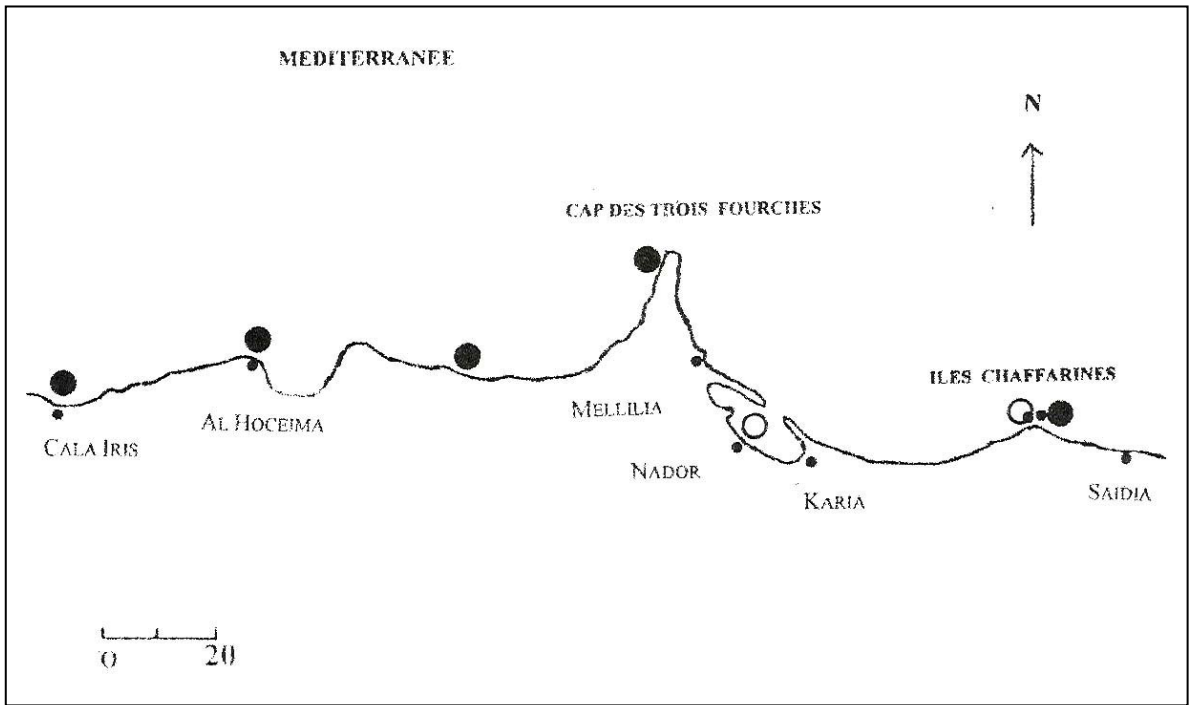 MEDITERRANEE
N
CAP DES TROIS FOURCHES
ILES CHAFFARINES
MELLILIA
AL HOCEIMA
CALA IRIS
NADOR
KARIA
SAIDIA
0 20